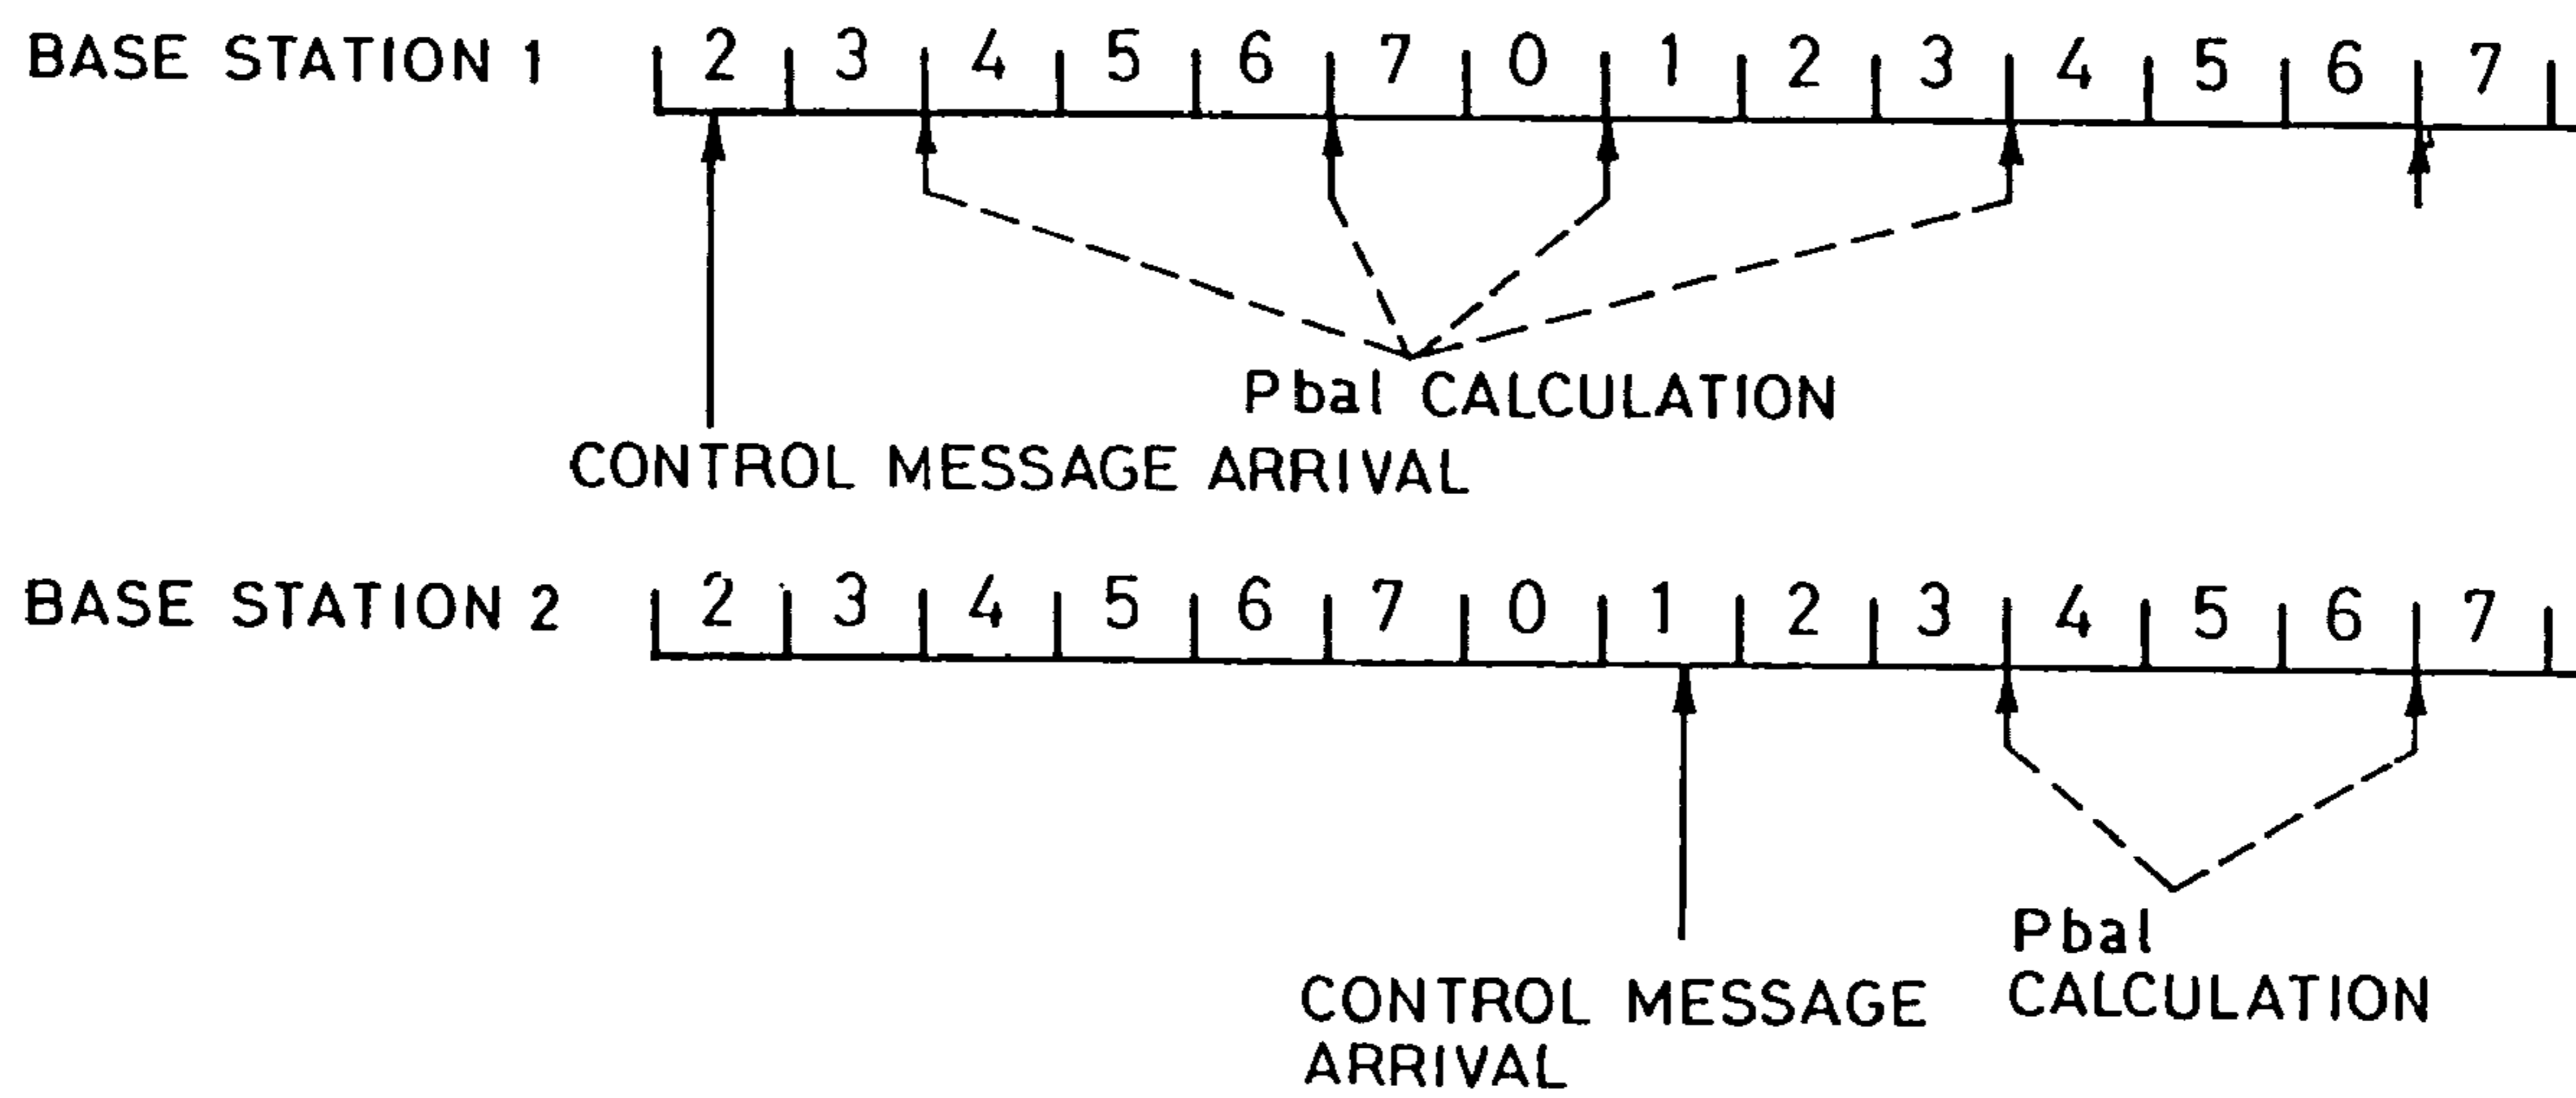 BASE STATION 1 2 3 4 5 6 7 0 1 2 3 4 5 6 7
Pbal CALCULATION
CONTROL MESSAGE ARRIVAL
BASE STATION 2 2 3 4 5 6 7 0 1 2 3 4 5 6 7
Pbal
CALCULATION
CONTROL MESSAGE
ARRIVAL